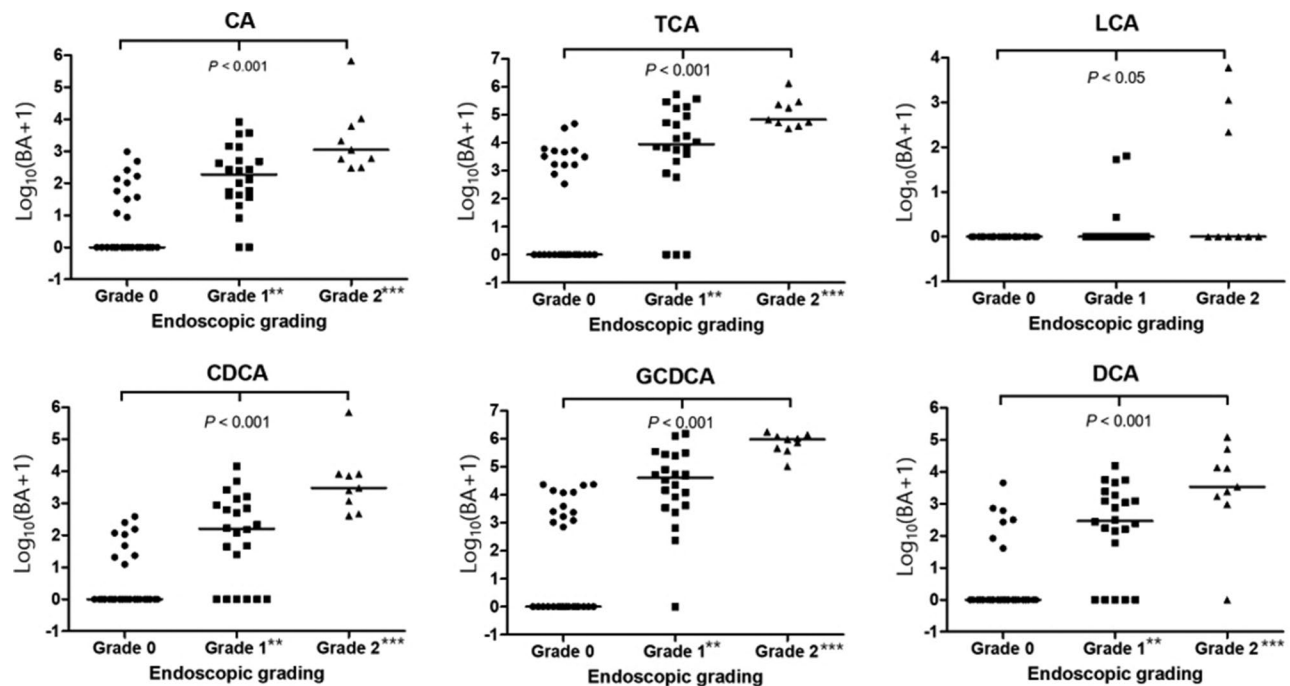 CA
P < 0.001
Log10(BA+1)
6
5
4
3
2
1
0
-1
Grade 0
Grade 1**
Grade 2***
Endoscopic grading
TCA
P < 0.001
Log10(BA+1)
7
6
5
4
3
2
1
0
-1
Grade 0
Grade 1**
Grade 2***
Endoscopic grading
LCA
P < 0.05
Log10(BA+1)
4
3
2
1
0
-1
Grade 0
Grade 1
Grade 2
Endoscopic grading
CDCA
P < 0.001
Log10(BA+1)
6
5
4
3
2
1
0
-1
Grade 0
Grade 1**
Grade 2***
Endoscopic grading
GCDCA
P < 0.001
Log10(BA+1)
7
6
5
4
3
2
1
0
-1
Grade 0
Grade 1**
Grade 2***
Endoscopic grading
DCA
P < 0.001
Log10(BA+1)
6
5
4
3
2
1
0
-1
Grade 0
Grade 1**
Grade 2***
Endoscopic grading